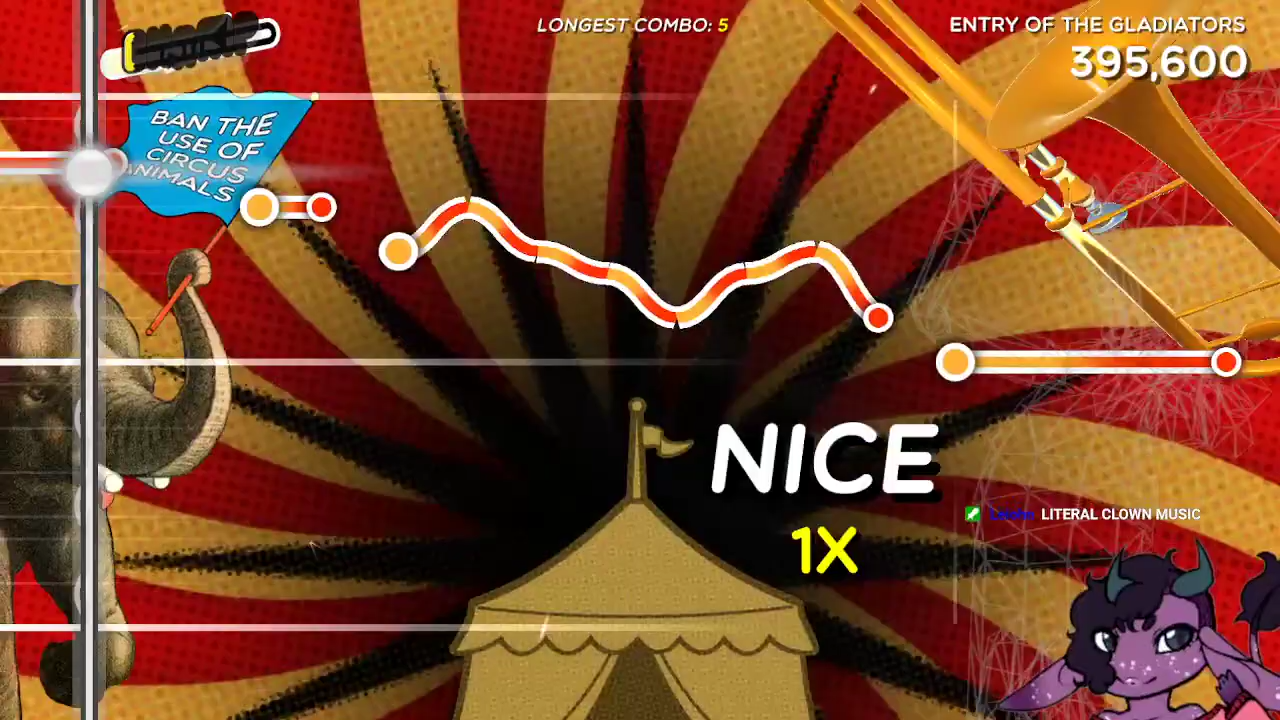 LONGEST COMBO: 5
ENTRY OF THE GLADIATORS
395,600
BAN THE
USE OF
CIRCUS
ANIMALS
NICE
1X
LITERAL CLOWN MUSIC